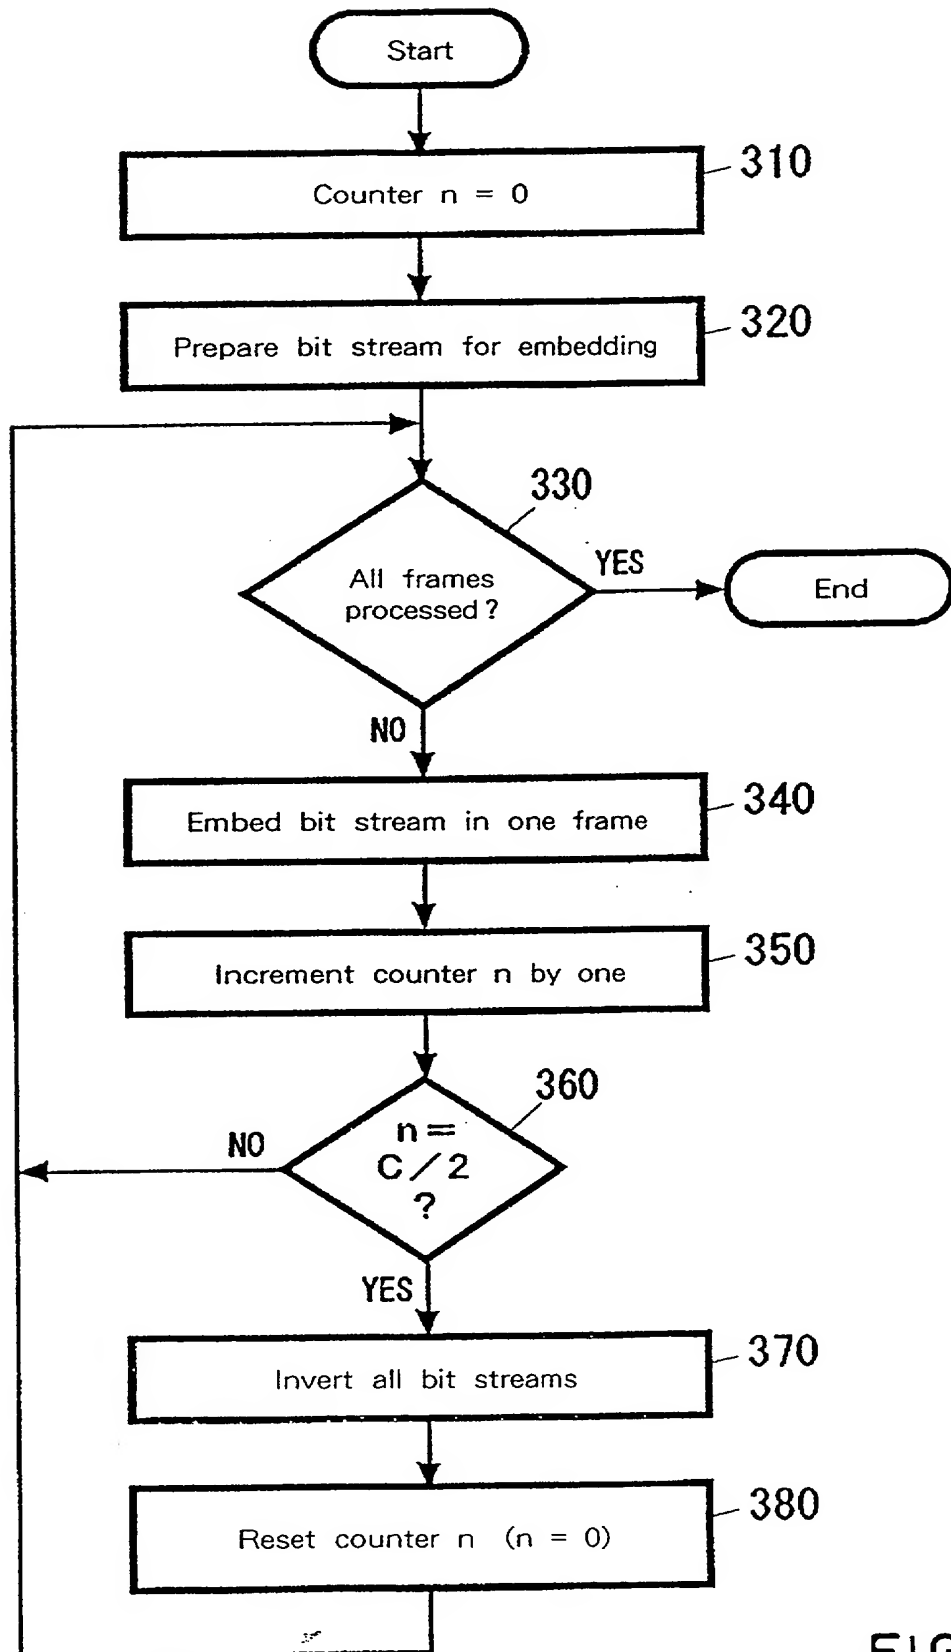 Start
310
Counter n = 0
320
Prepare bit stream for embedding
330
All frames
processed ?
YES
End
NO
340
Embed bit stream in one frame
350
Increment counter n by one
360
n =
C / 2
?
NO
YES
370
Invert all bit streams
380
Reset counter n (n = 0)